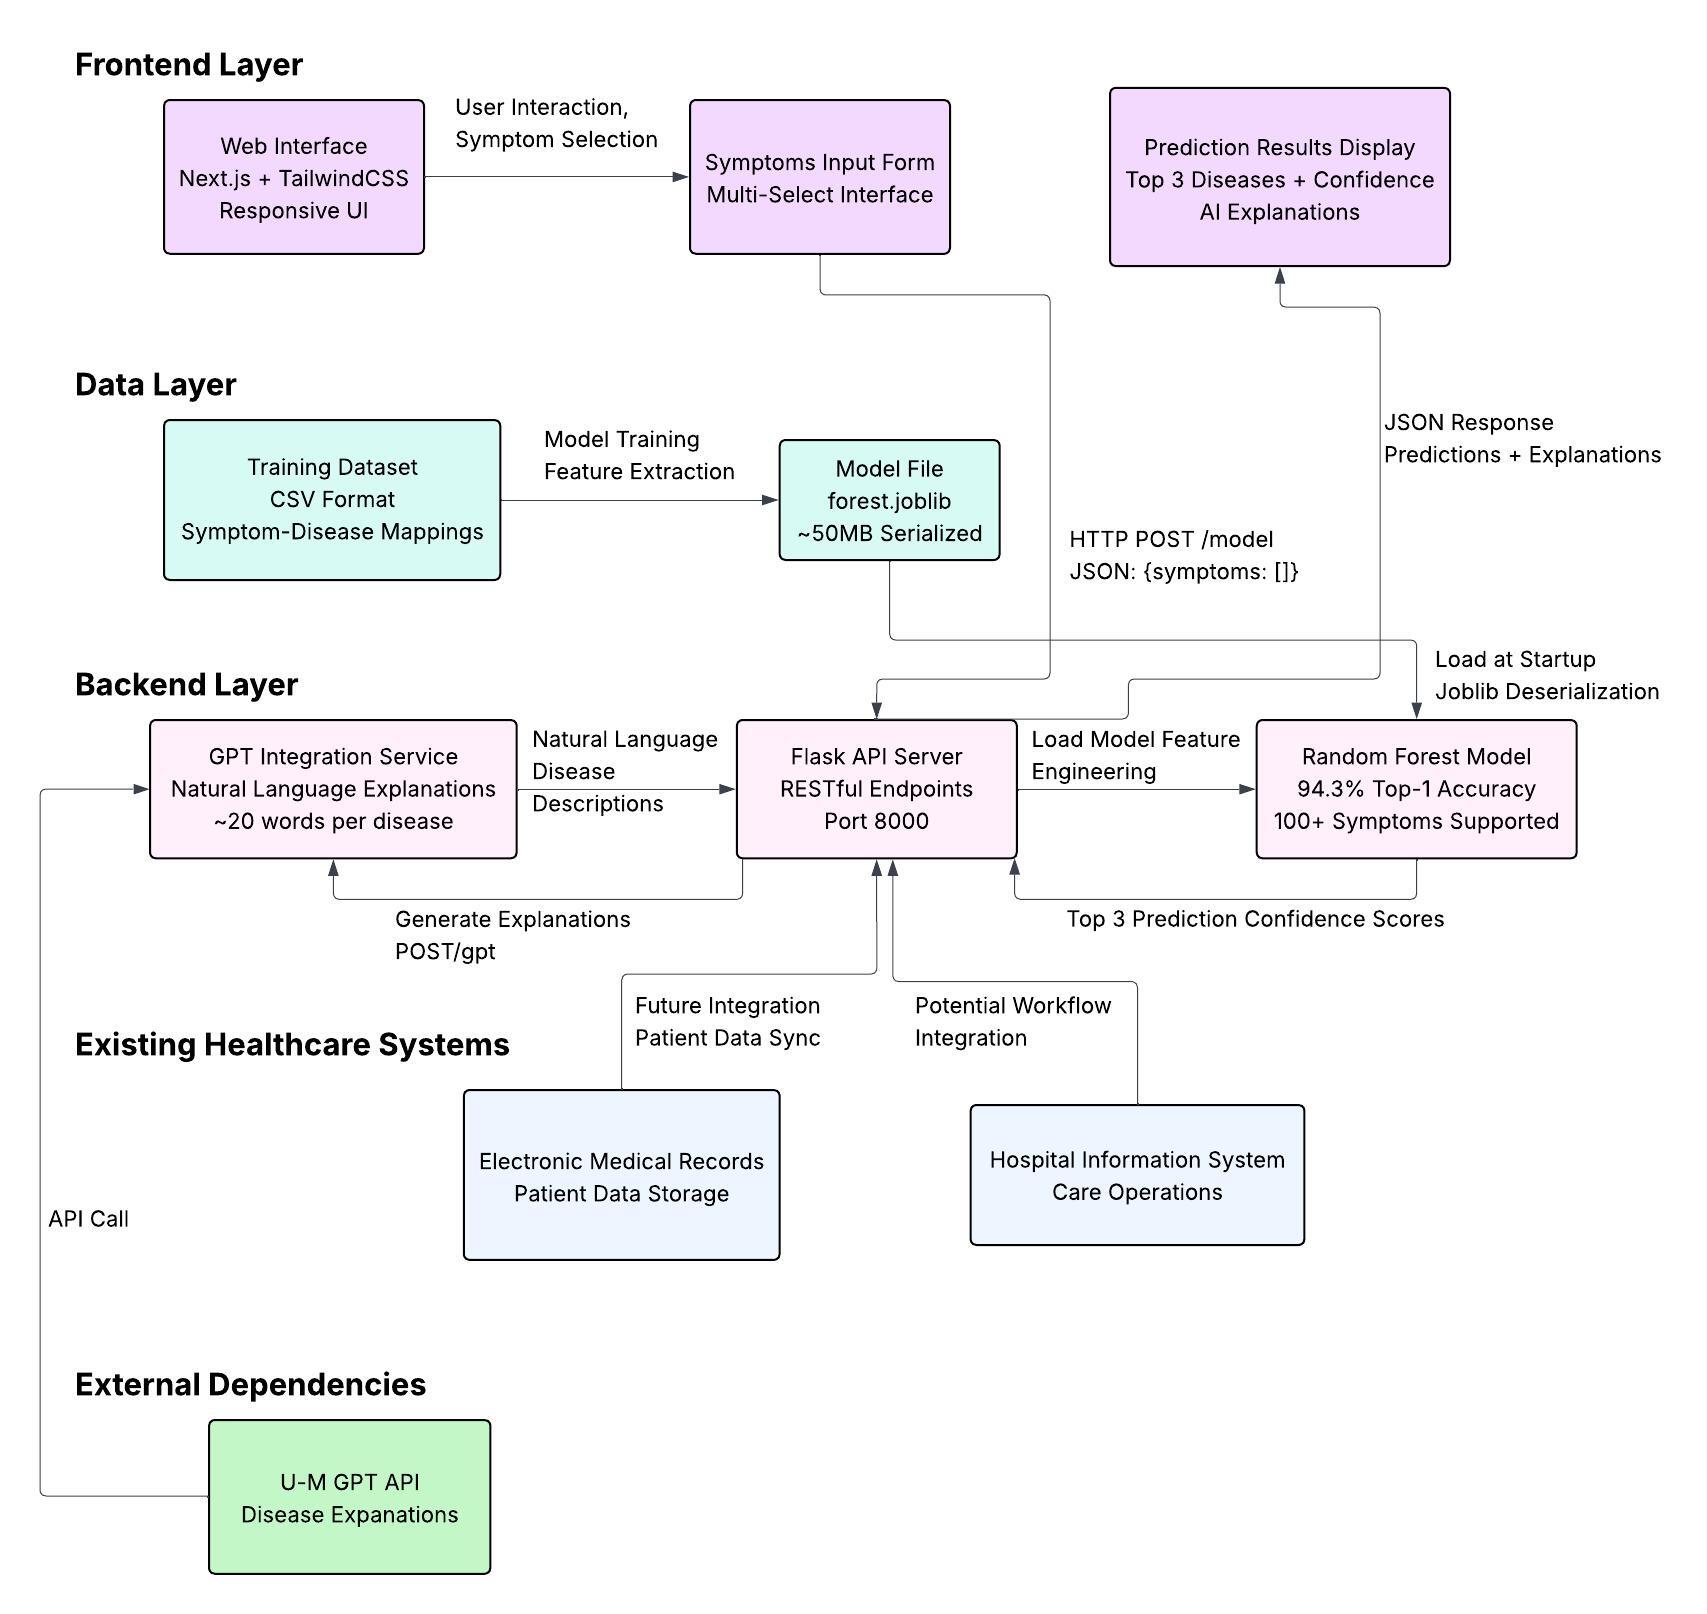 Frontend Layer
Web Interface
Next.js + TailwindCSS
Responsive UI
User Interaction,
Symptom Selection
Symptoms Input Form
Multi-Select Interface
Prediction Results Display
Top 3 Diseases + Confidence
AI Explanations
Data Layer
Training Dataset
CSV Format
Symptom-Disease Mappings
Model Training
Feature Extraction
Model File
forest.joblib
~50MB Serialized
JSON Response
Predictions + Explanations
HTTP POST /model
JSON: {symptoms: []}
Load at Startup
Joblib Deserialization
Backend Layer
GPT Integration Service
Natural Language Explanations
~20 words per disease
Natural Language
Disease
Descriptions
Flask API Server
RESTful Endpoints
Port 8000
Load Model Feature
Engineering
Random Forest Model
94.3% Top-1 Accuracy
100+ Symptoms Supported
Generate Explanations
POST/gpt
Top 3 Prediction Confidence Scores
Future Integration
Patient Data Sync
Potential Workflow
Integration
Existing Healthcare Systems
Electronic Medical Records
Patient Data Storage
Hospital Information System
Care Operations
API Call
External Dependencies
U-M GPT API
Disease Expanations